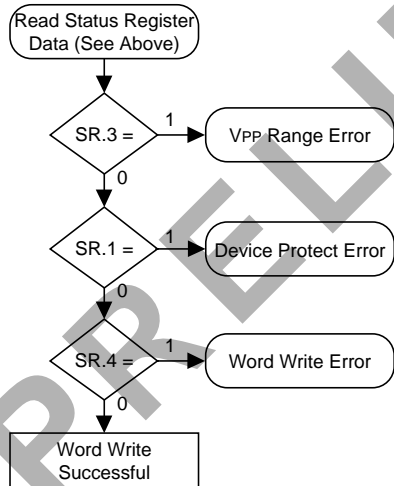 Read Status Register
Data (See Above)
SR.3 =
1
VPP Range Error
0
SR.1 =
1
Device Protect Error
0
SR.4 =
1
Word Write Error
0
Word Write
Successful
PRELI